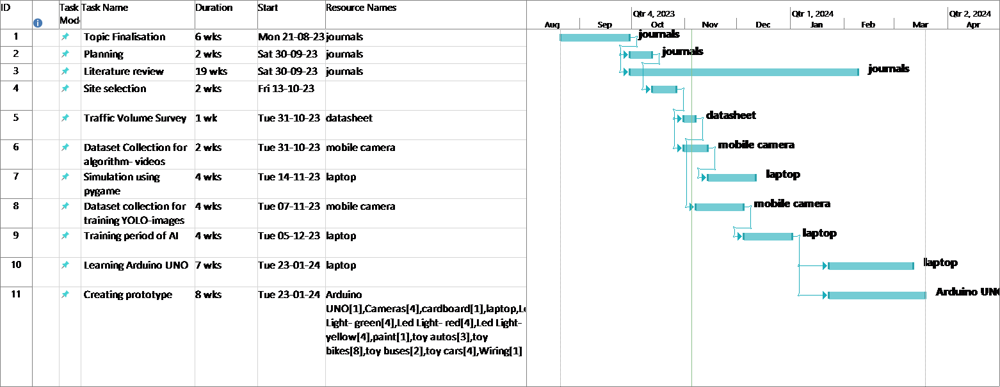 ID Task Mode Task Name Duration Start Resource Names
Qtr 4, 2023 Qtr 1, 2024 Qtr 2, 2024
Aug Sep Oct Nov Dec Jan Feb Mar Apr
1 Topic Finalisation 6 wks Mon 21-08-23 journals journals
2 Planning 2 wks Sat 30-09-23 journals journals
3 Literature review 19 wks Sat 30-09-23 journals journals
4 Site selection 2 wks Fri 13-10-23
5 Traffic Volume Survey 1 wk Tue 31-10-23 datasheet datasheet
6 Dataset Collection for 2 wks Tue 31-10-23 mobile camera mobile camera
algorithm- videos
7 Simulation using 4 wks Tue 14-11-23 laptop laptop
pygame
8 Dataset collection for 4 wks Tue 07-11-23 mobile camera mobile camera
training YOLO-images
9 Training period of AI 4 wks Tue 05-12-23 laptop laptop
10 Learning Arduino UNO 7 wks Tue 23-01-24 laptop laptop
11 Creating prototype 8 wks Tue 23-01-24 Arduino Arduino UNO
UNO[1],Cameras[4],cardboard[1],laptop,Le
Light- green[4],Led Light- red[4],Led Light-
yellow[4],paint[1],toy autos[3],toy
bikes[8],toy buses[2],toy cars[4],Wiring[1]